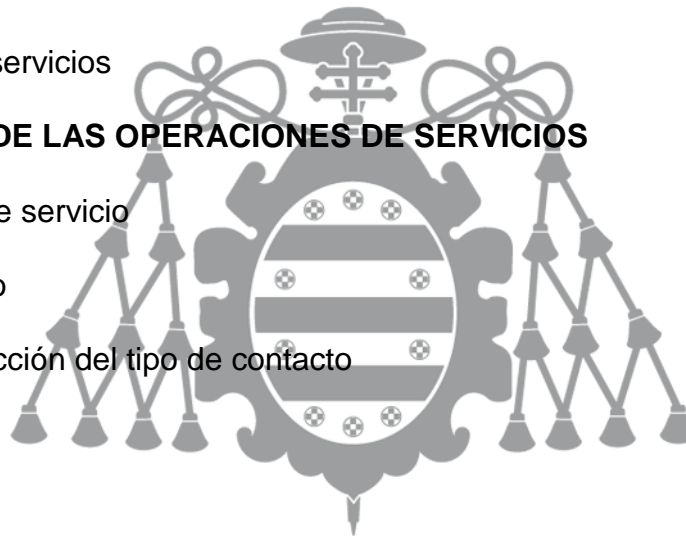 servicios
DE LAS OPERACIONES DE SERVICIOS
e servicio
o
cción del tipo de contacto